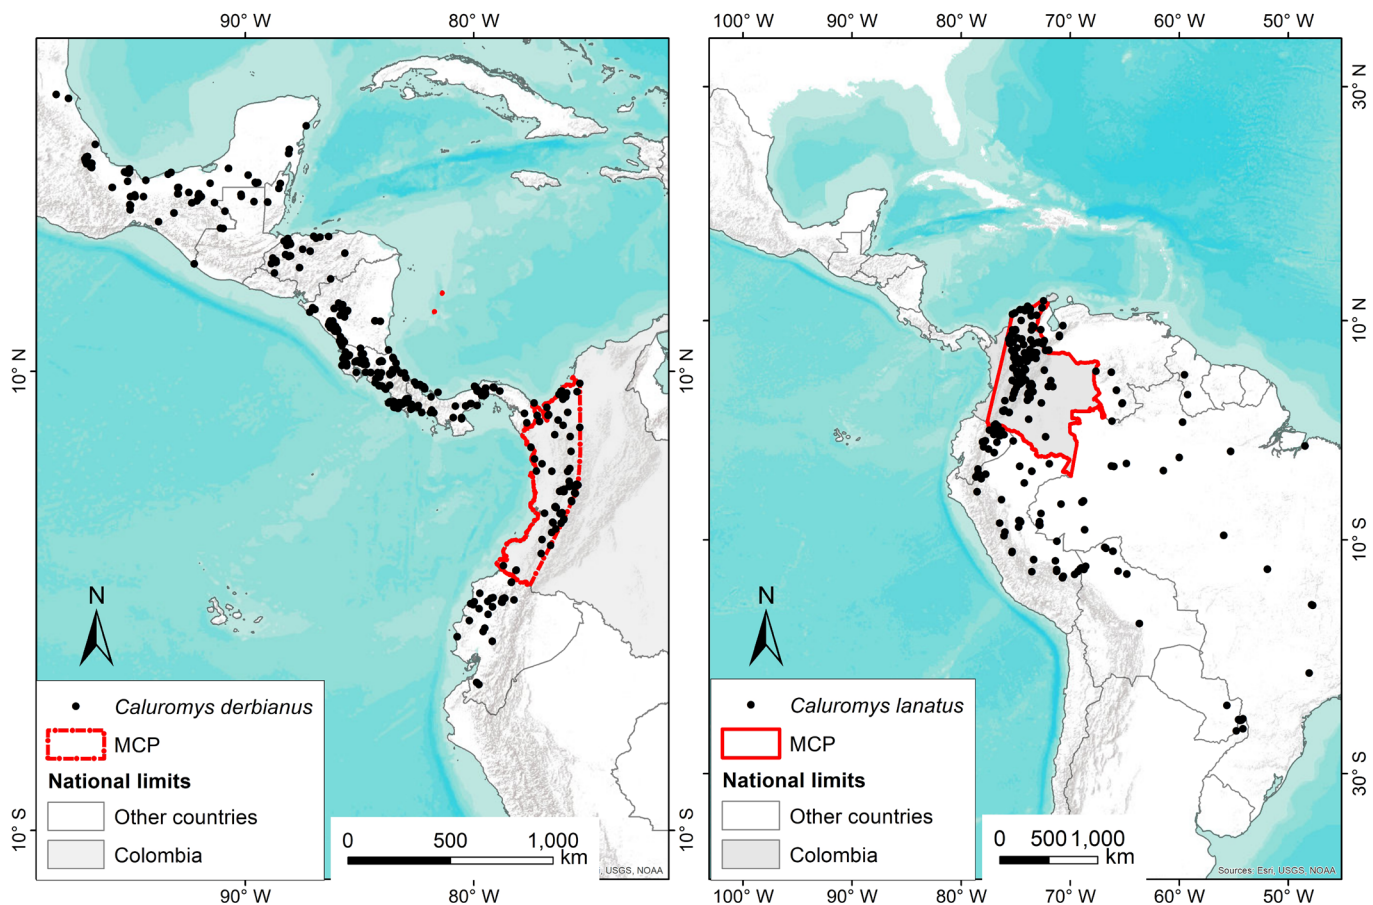 90° W
80° W
100° W
90° W
80° W
70° W
60° W
50° W
10° N
10° S
10° N
10° S
30° N
10° N
10° S
30° S
N
Caluromys derbianus
MCP
National limits
Other countries
Colombia
0
500
1,000
km
, USGS, NOAA
N
Caluromys lanatus
MCP
National limits
Other countries
Colombia
0
500
1,000
km
Sources: Esri, USGS, NOAA
90° W
80° W
100° W
90° W
80° W
70° W
60° W
50° W